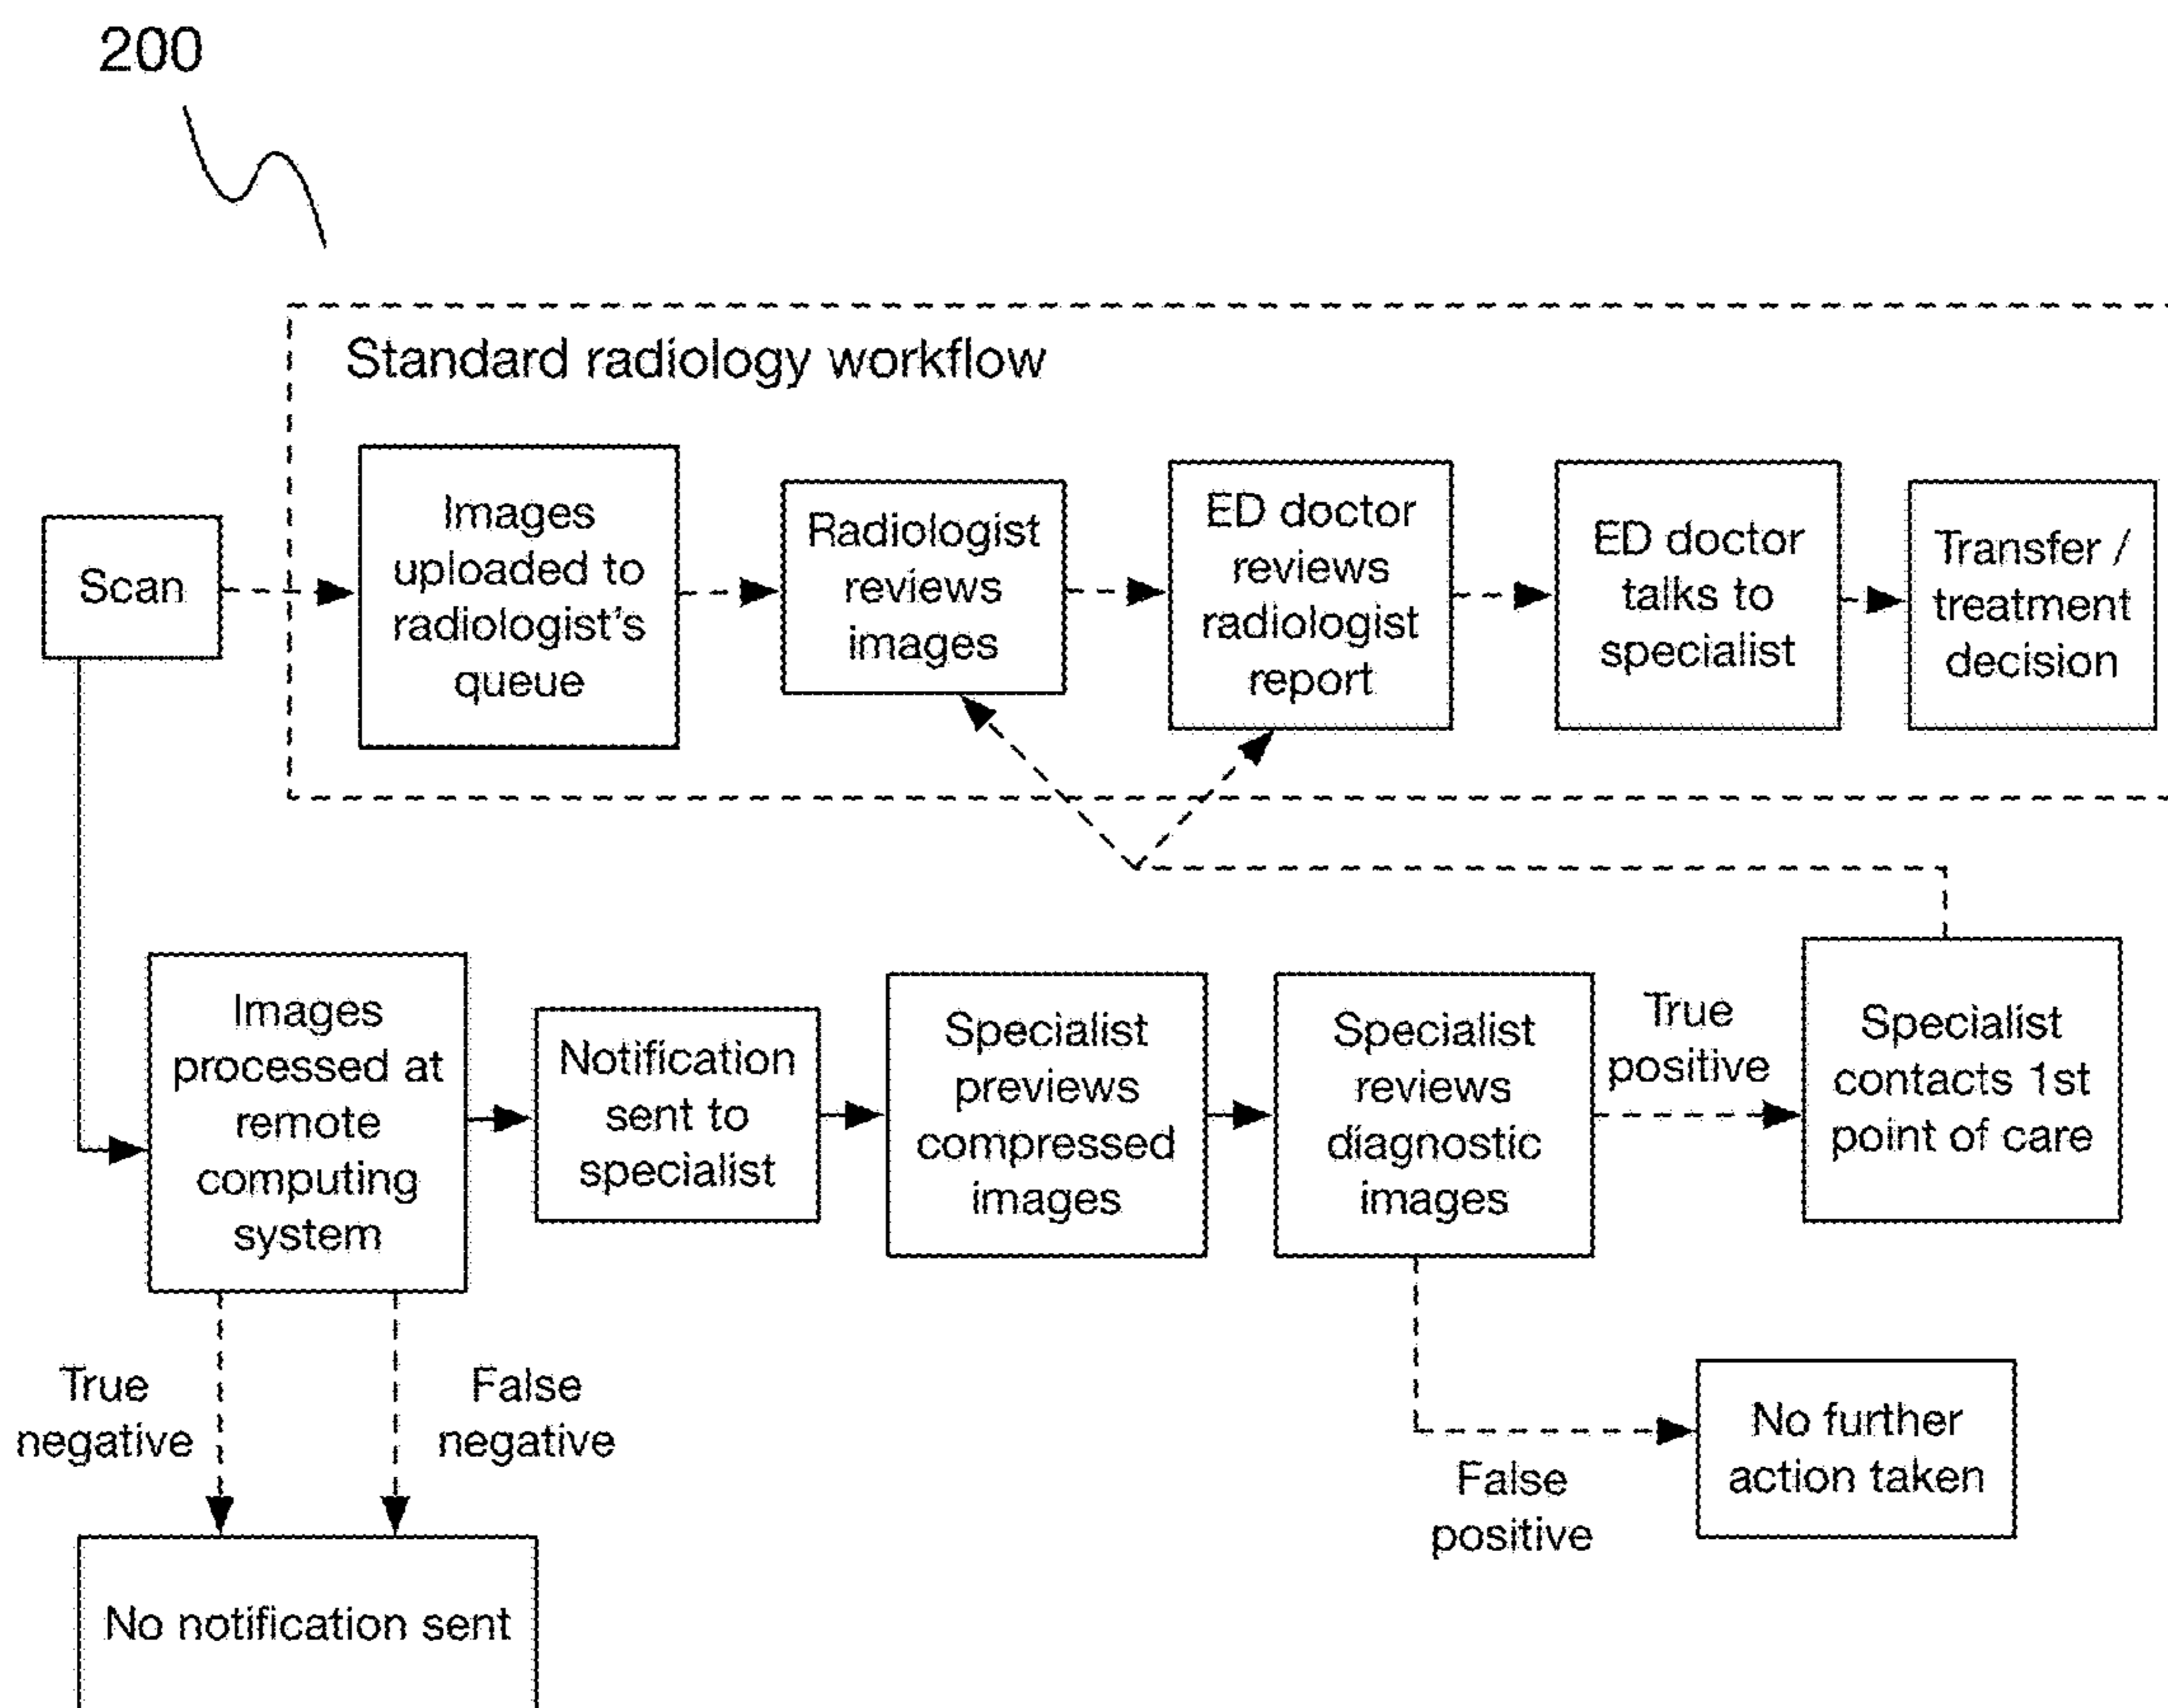 200
Standard radiology workflow
Scan
Images
uploaded to
radiologist's
queue
Radiologist
reviews
images
ED doctor
reviews
radiologist
report
ED doctor
talks to
specialist
Transfer /
treatment
decision
Images
processed at
remote
computing
system
Notification
sent to
specialist
Specialist
previews
compressed
images
Specialist
reviews
diagnostic
images
True
positive
Specialist
contacts 1st
point of care
True
negative
False
negative
False
positive
No further
action taken
No notification sent